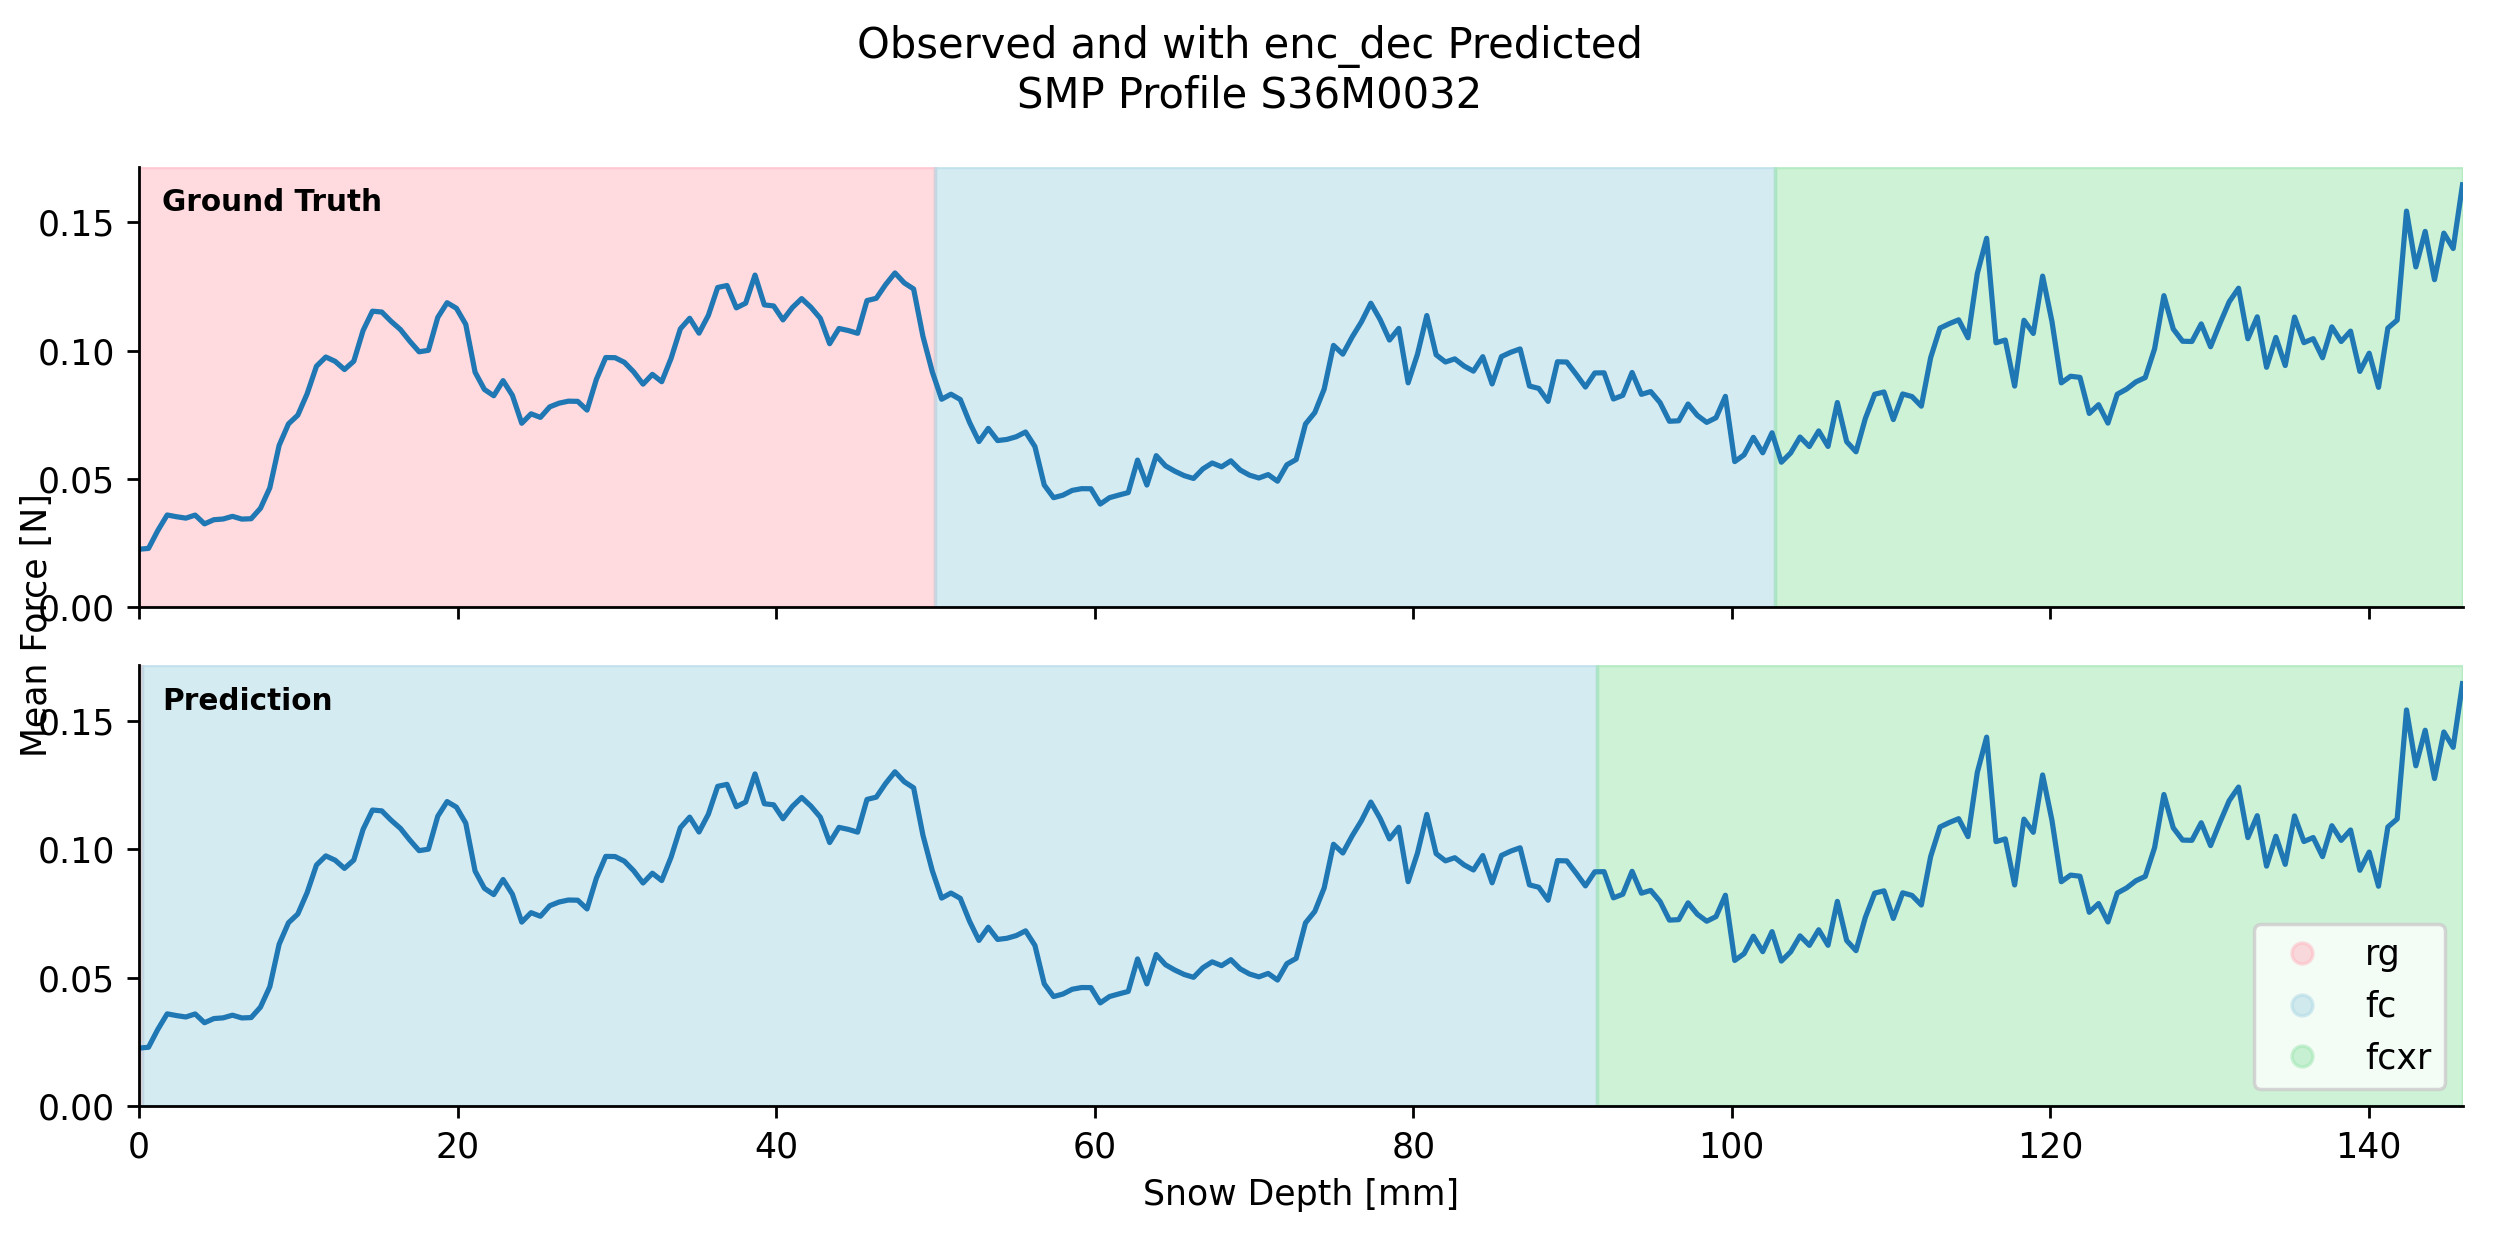 Observed and with enc_dec Predicted
SMP Profile S36M0032
Ground Truth
0.15
0.10
0.05
0.00
Mean Force [N]
Prediction
0.15
0.10
0.05
0.00
rg
fc
fcxr
0 20 40 60 80 100 120 140
Snow Depth [mm]